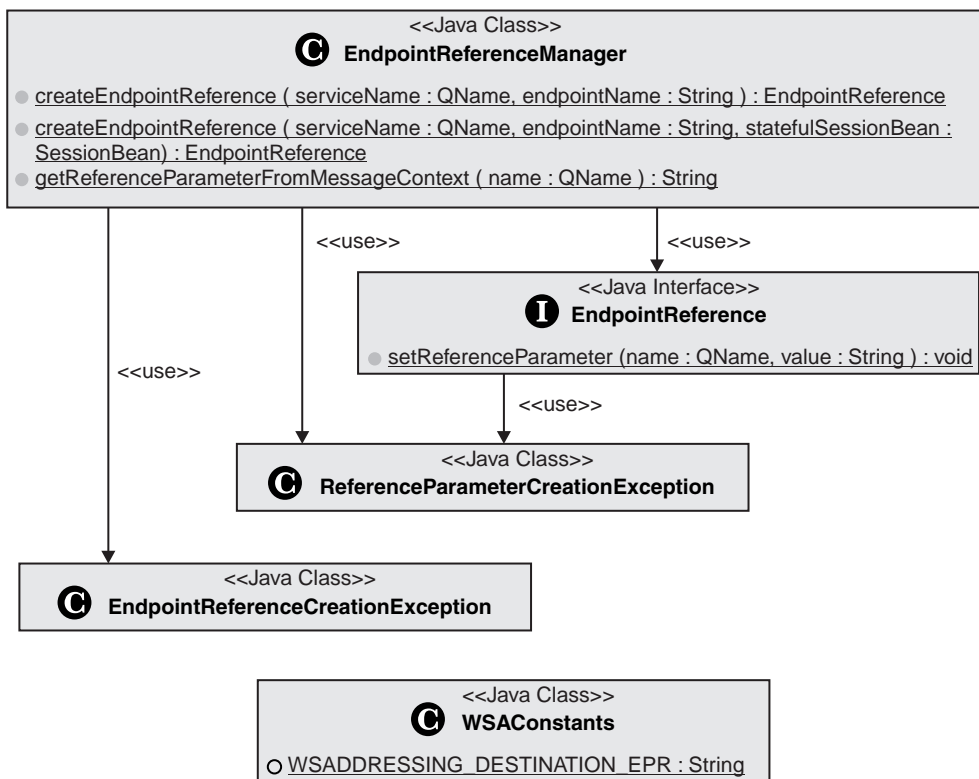 <<Java Class>>
C EndpointReferenceManager
createEndpointReference ( serviceName : QName, endpointName : String ) : EndpointReference
createEndpointReference ( serviceName : QName, endpointName : String, statefulSessionBean :
SessionBean) : EndpointReference
getReferenceParameterFromMessageContext ( name : QName ) : String
<<use>>
<<use>>
<<Java Interface>>
I EndpointReference
setReferenceParameter (name : QName, value : String ) : void
<<use>>
<<use>>
<<Java Class>>
C ReferenceParameterCreationException
<<Java Class>>
C EndpointReferenceCreationException
<<Java Class>>
C WSAConstants
WSADDRESSING_DESTINATION_EPR : String